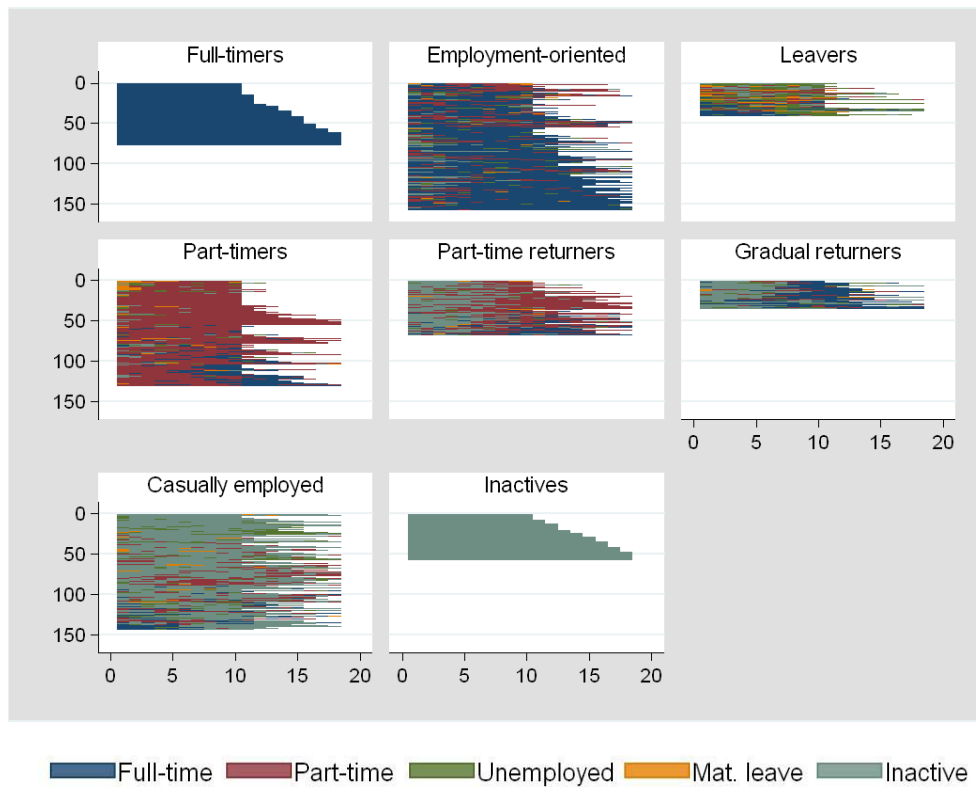 Full-timers Employment-oriented Leavers
0
50
100
150
Part-timers Part-time returners Gradual returners
0
50
100
150
0 5 10 15 20
Casually employed Inactives
0
50
100
150
0 5 10 15 20 0 5 10 15 20
Full-time Part-time Unemployed Mat. leave Inactive